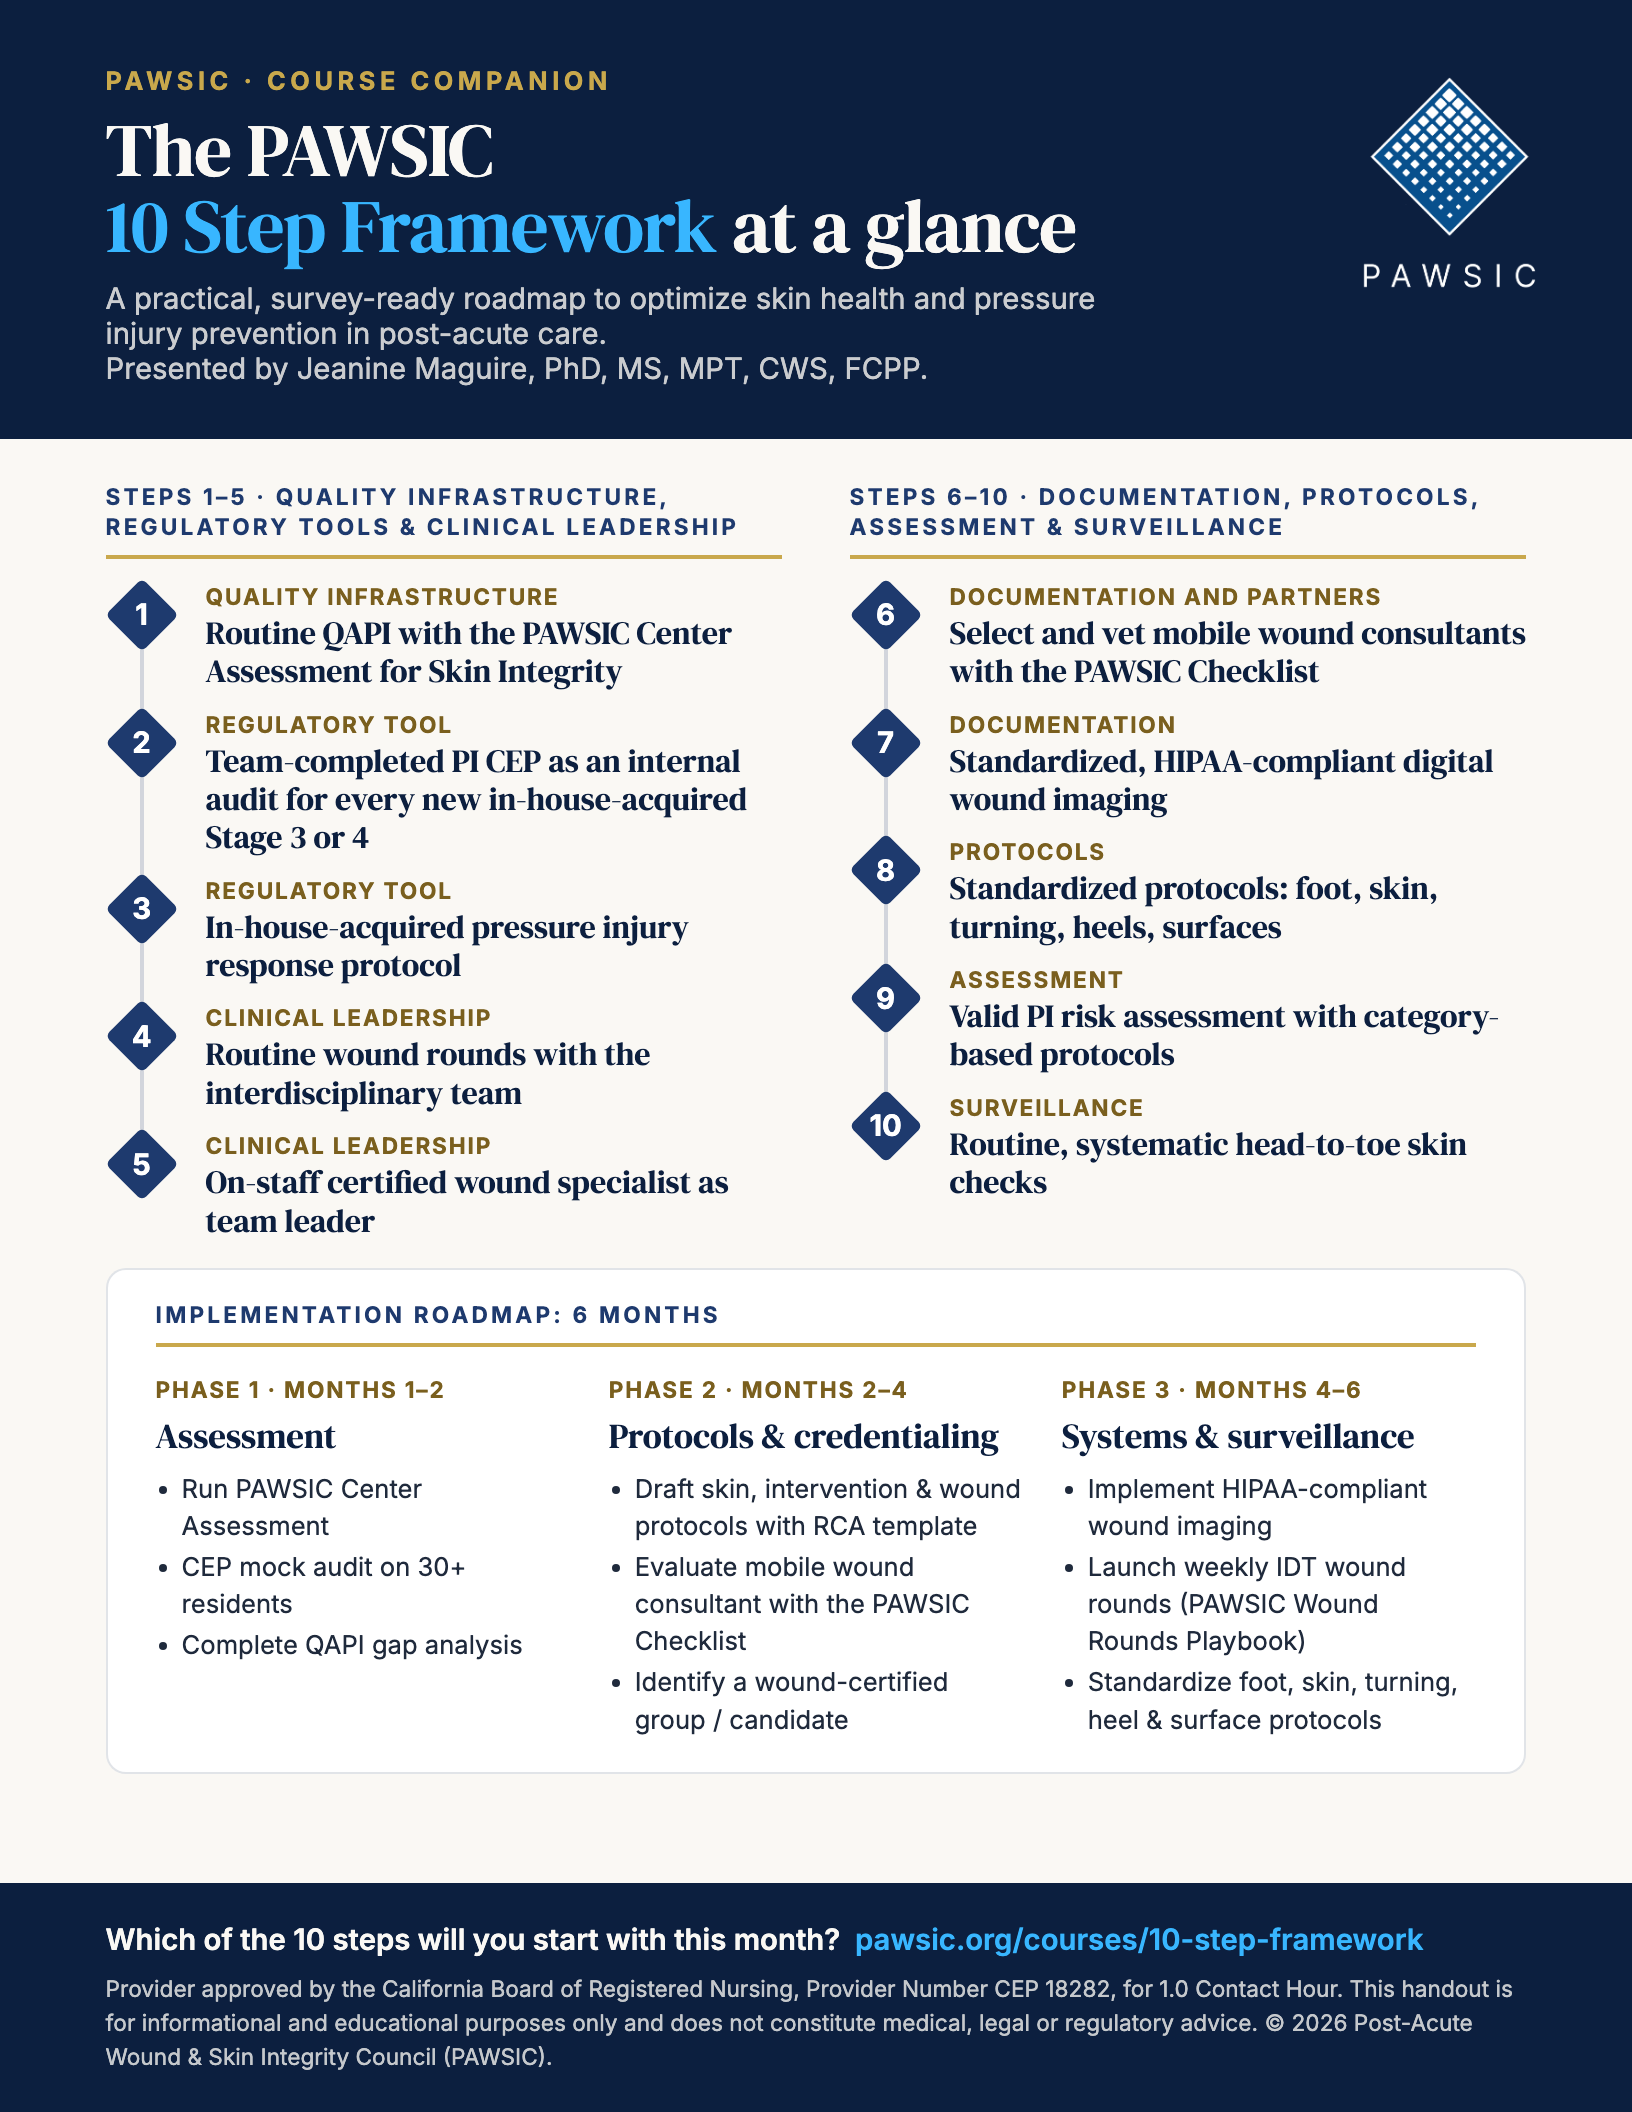 PAWSIC · COURSE COMPANION
The PAWSIC
10 Step Framework at a glance
A practical, survey-ready roadmap to optimize skin health and pressure
injury prevention in post-acute care.
Presented by Jeanine Maguire, PhD, MS, MPT, CWS, FCPP.
PAWSIC
STEPS 1–5 · QUALITY INFRASTRUCTURE,
REGULATORY TOOLS & CLINICAL LEADERSHIP
1
QUALITY INFRASTRUCTURE
Routine QAPI with the PAWSIC Center
Assessment for Skin Integrity
2
REGULATORY TOOL
Team-completed PI CEP as an internal
audit for every new in-house-acquired
Stage 3 or 4
3
REGULATORY TOOL
In-house-acquired pressure injury
response protocol
4
CLINICAL LEADERSHIP
Routine wound rounds with the
interdisciplinary team
5
CLINICAL LEADERSHIP
On-staff certified wound specialist as
team leader
STEPS 6–10 · DOCUMENTATION, PROTOCOLS,
ASSESSMENT & SURVEILLANCE
6
DOCUMENTATION AND PARTNERS
Select and vet mobile wound consultants
with the PAWSIC Checklist
7
DOCUMENTATION
Standardized, HIPAA-compliant digital
wound imaging
8
PROTOCOLS
Standardized protocols: foot, skin,
turning, heels, surfaces
9
ASSESSMENT
Valid PI risk assessment with category-
based protocols
10
SURVEILLANCE
Routine, systematic head-to-toe skin
checks
IMPLEMENTATION ROADMAP: 6 MONTHS
PHASE 1 · MONTHS 1–2
Assessment
• Run PAWSIC Center
Assessment
• CEP mock audit on 30+
residents
• Complete QAPI gap analysis
PHASE 2 · MONTHS 2–4
Protocols & credentialing
• Draft skin, intervention & wound
protocols with RCA template
• Evaluate mobile wound
consultant with the PAWSIC
Checklist
• Identify a wound-certified
group / candidate
PHASE 3 · MONTHS 4–6
Systems & surveillance
• Implement HIPAA-compliant
wound imaging
• Launch weekly IDT wound
rounds (PAWSIC Wound
Rounds Playbook)
• Standardize foot, skin, turning,
heel & surface protocols
Which of the 10 steps will you start with this month? pawsic.org/courses/10-step-framework
Provider approved by the California Board of Registered Nursing, Provider Number CEP 18282, for 1.0 Contact Hour. This handout is
for informational and educational purposes only and does not constitute medical, legal or regulatory advice. © 2026 Post-Acute
Wound & Skin Integrity Council (PAWSIC).